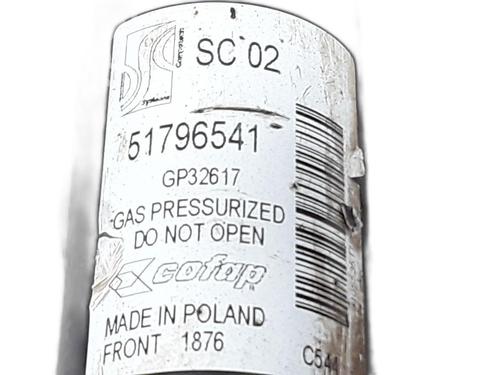 SC 02
51796541
GP32617
GAS PRESSURIZED
DO NOT OPEN
cofap
MADE IN POLAND
FRONT 1876